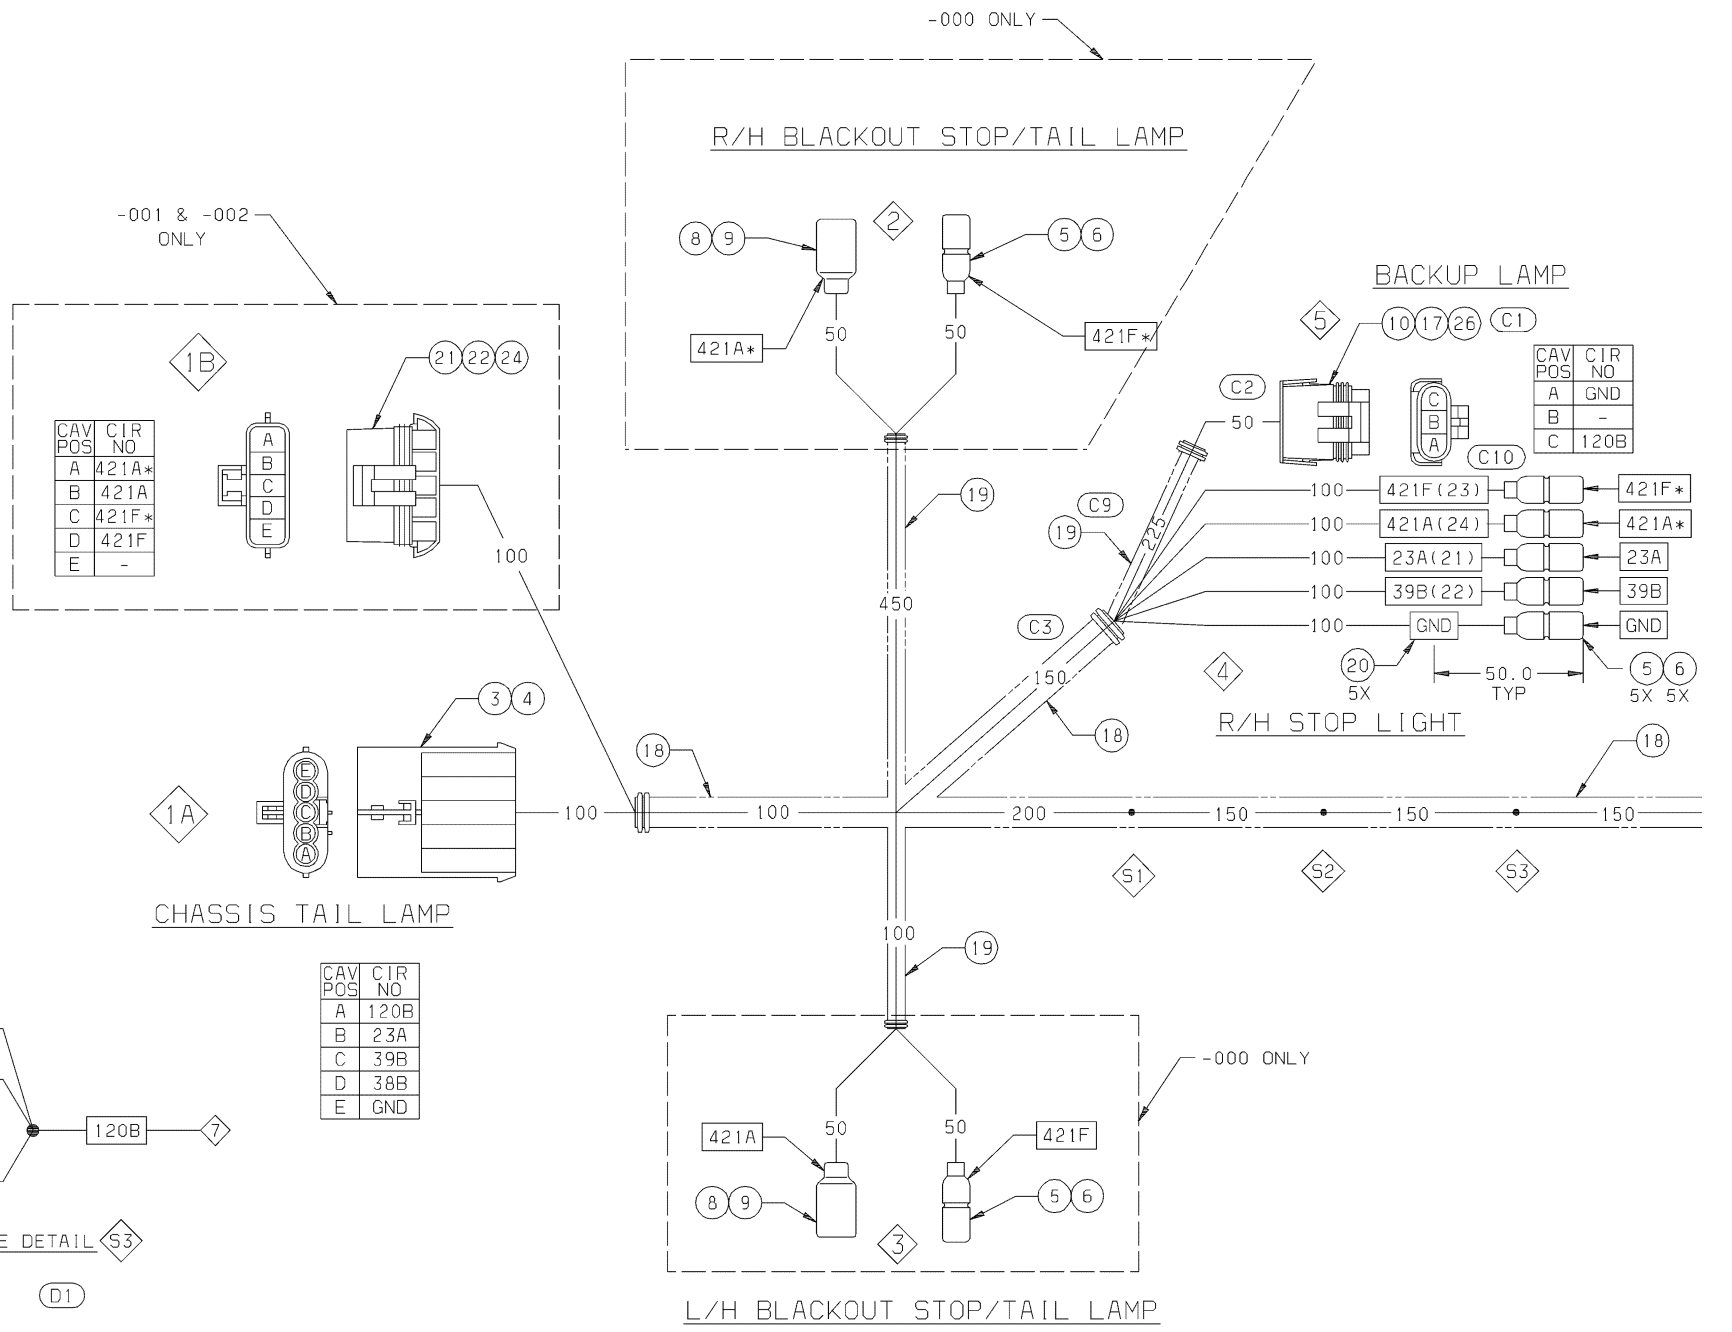 -000 ONLY
R/H BLACKOUT STOP/TAIL LAMP
8 9
2
5 6
421A*
50
50
421F*
-001 & -002
ONLY
1B
21 22 24
CAV POS CIR NO
A 421A*
B 421A
C 421F*
D 421F
E -
A
B
C
D
E
100
BACKUP LAMP
5
10 17 26 C1
C2
50
C
B
A
CAV POS CIR NO
A GND
B -
C 120B
C10
19
C9
19
225
450
C3
100 421F(23) 421F*
100 421A(24) 421A*
100 23A(21) 23A
100 39B(22) 39B
100 GND GND
20
5X
50.0
TYP
5 6
5X 5X
4
R/H STOP LIGHT
150
18
18
18
3 4
1A
E
D
C
B
A
100
100
200
150
150
150
S1
S2
S3
CHASSIS TAIL LAMP
CAV POS CIR NO
A 120B
B 23A
C 39B
D 38B
E GND
100
19
-000 ONLY
421A
50
50
421F
8 9
5 6
3
L/H BLACKOUT STOP/TAIL LAMP
120B
7
E DETAIL S3
D1